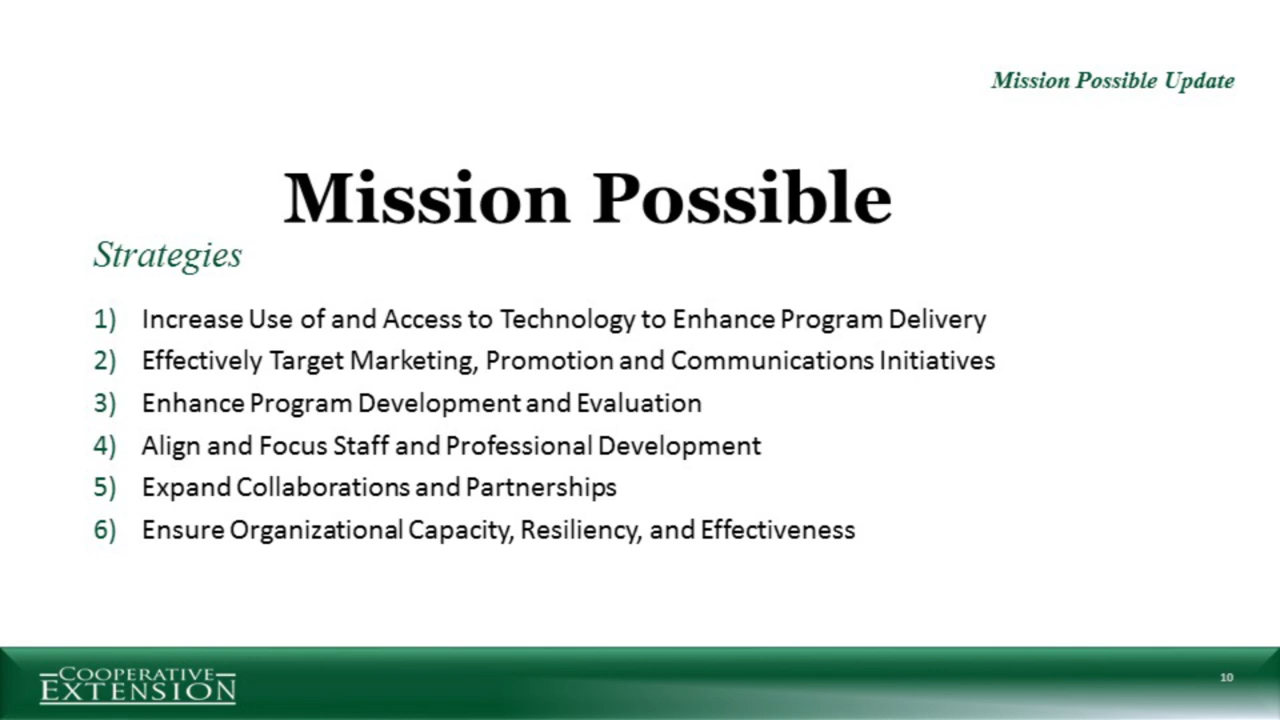 Mission Possible Update
Mission Possible
Strategies
1) Increase Use of and Access to Technology to Enhance Program Delivery
2) Effectively Target Marketing, Promotion and Communications Initiatives
3) Enhance Program Development and Evaluation
4) Align and Focus Staff and Professional Development
5) Expand Collaborations and Partnerships
6) Ensure Organizational Capacity, Resiliency, and Effectiveness
COOPERATIVE
EXTENSION
10